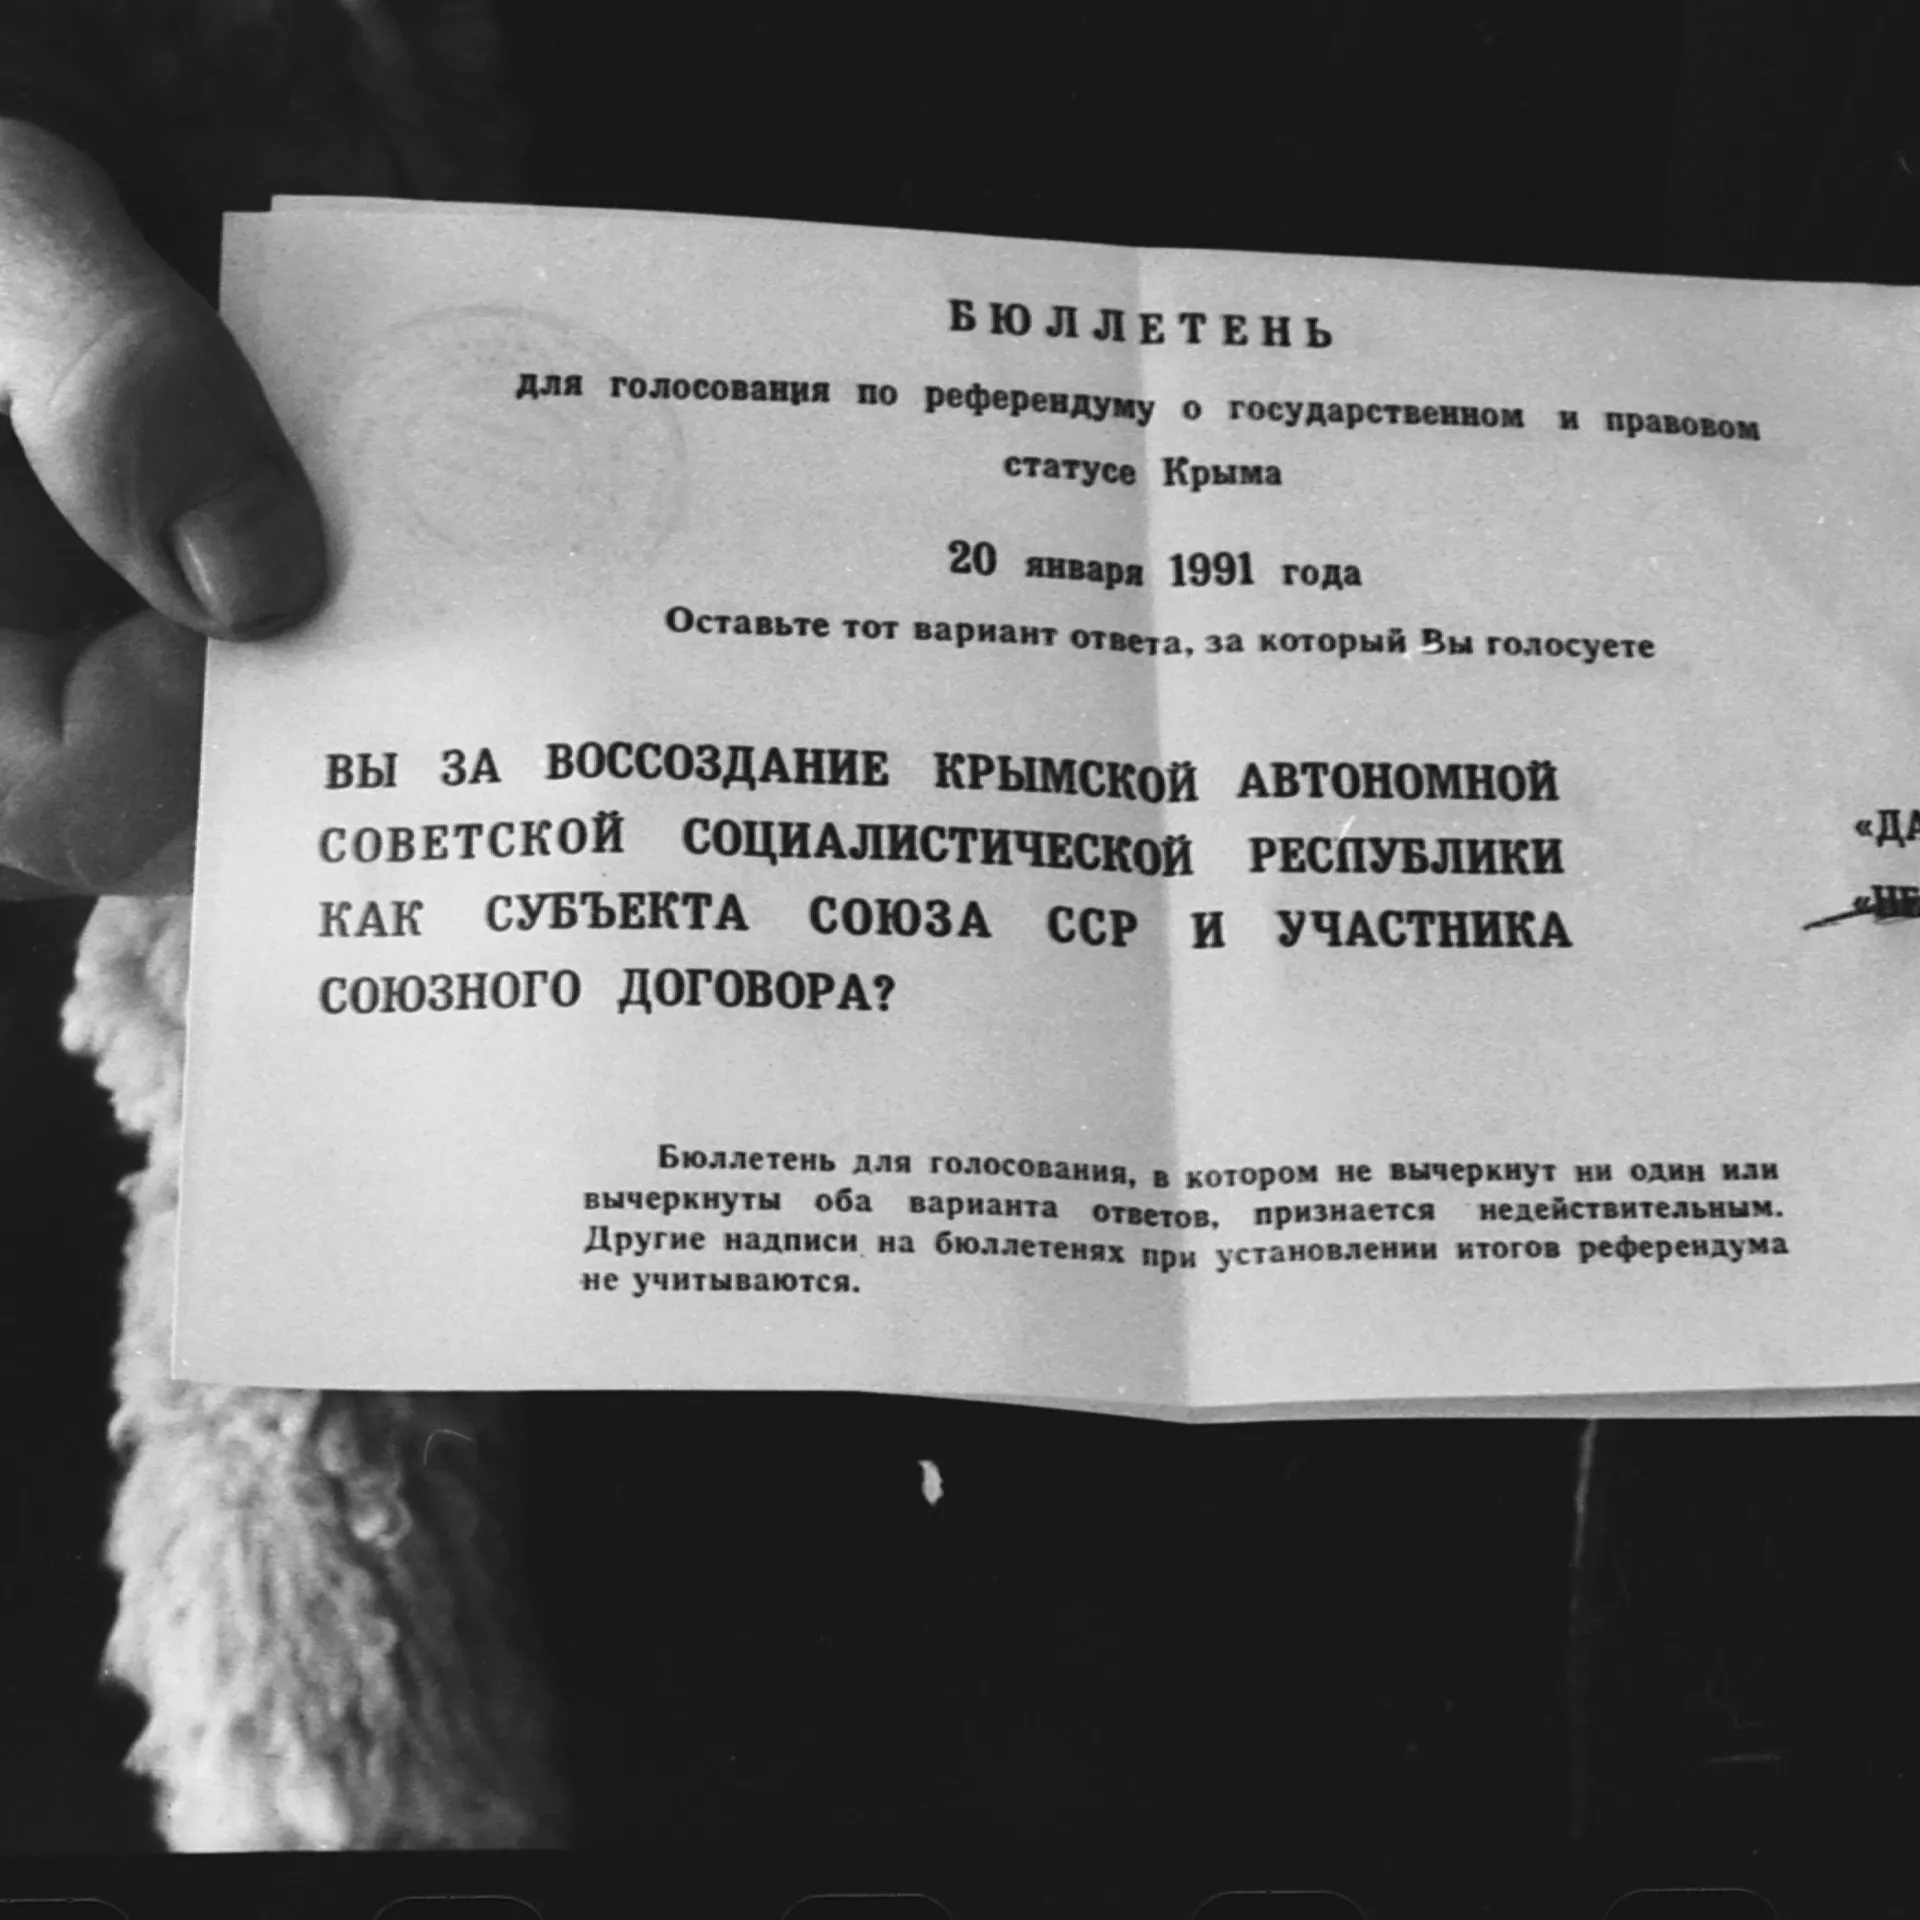 БЮЛЛЕТЕНЬ
для голосования по референдуму о государственном и правовом
статусе Крыма
20 января 1991 года
Оставьте тот вариант ответа, за который Вы голосуете
ВЫ ЗА ВОССОЗДАНИЕ КРЫМСКОЙ АВТОНОМНОЙ
СОВЕТСКОЙ СОЦИАЛИСТИЧЕСКОЙ РЕСПУБЛИКИ
КАК СУБЪЕКТА СОЮЗА ССР И УЧАСТНИКА
СОЮЗНОГО ДОГОВОРА?
«ДА
«НЕ
Бюллетень для голосования, в котором не вычеркнут ни один или
вычеркнуты оба варианта ответов, признается недействительным.
Другие надписи на бюллетенях при установлении итогов референдума
не учитываются.